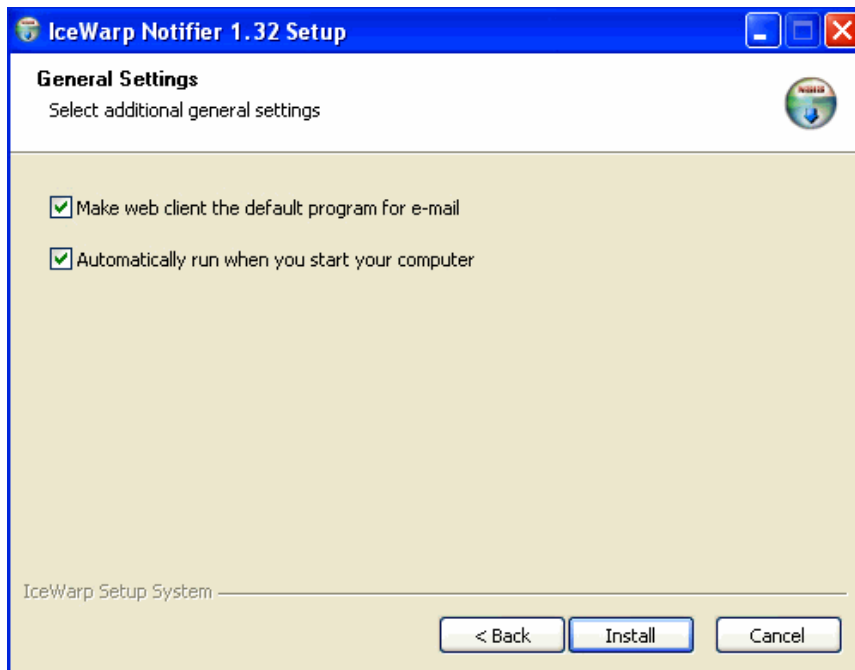 IceWarp Notifier 1.32 Setup
General Settings
Select additional general settings
Make web client the default program for e-mail
Automatically run when you start your computer
IceWarp Setup System
< Back
Install
Cancel